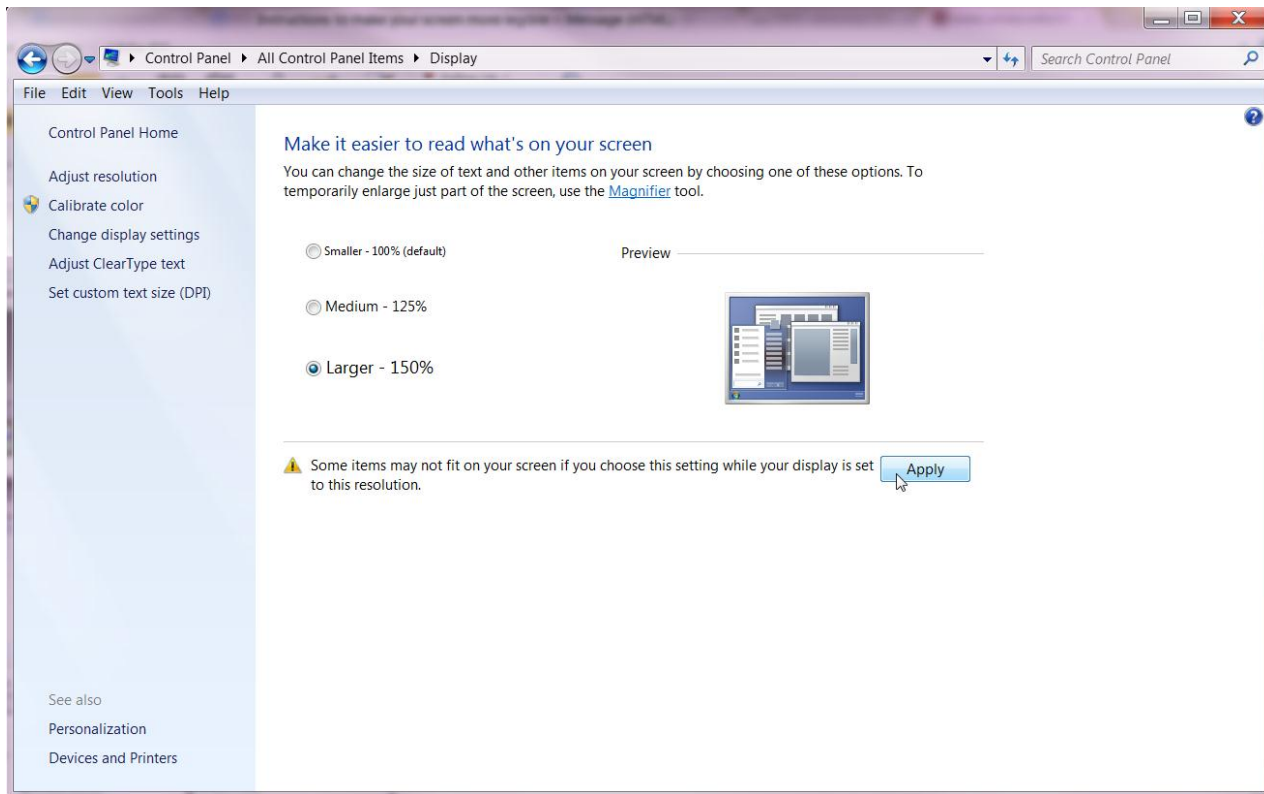 Control Panel All Control Panel Items Display
Search Control Panel
File Edit View Tools Help
Control Panel Home
Adjust resolution
Calibrate color
Change display settings
Adjust ClearType text
Set custom text size (DPI)
See also
Personalization
Devices and Printers
Make it easier to read what's on your screen
You can change the size of text and other items on your screen by choosing one of these options. To
temporarily enlarge just part of the screen, use the Magnifier tool.
Smaller - 100% (default)
Medium - 125%
Larger - 150%
Preview
Some items may not fit on your screen if you choose this setting while your display is set
to this resolution.
Apply